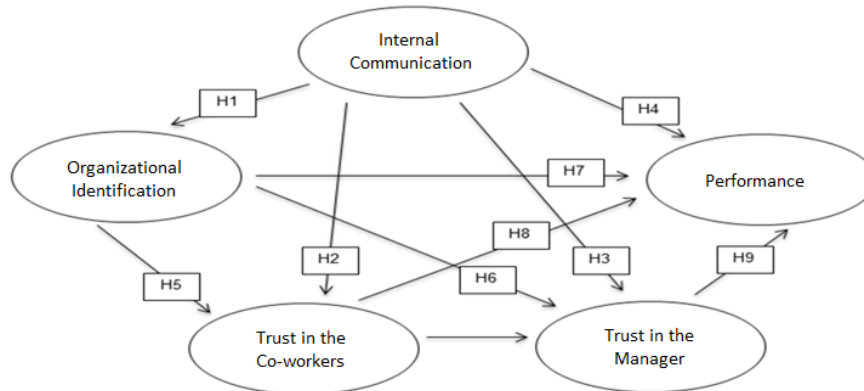 Internal
Communication
H1
H4
Organizational
Identification
H7
Performance
H8
H2
H3
H9
H6
H5
Trust in the
Co-workers
Trust in the
Manager